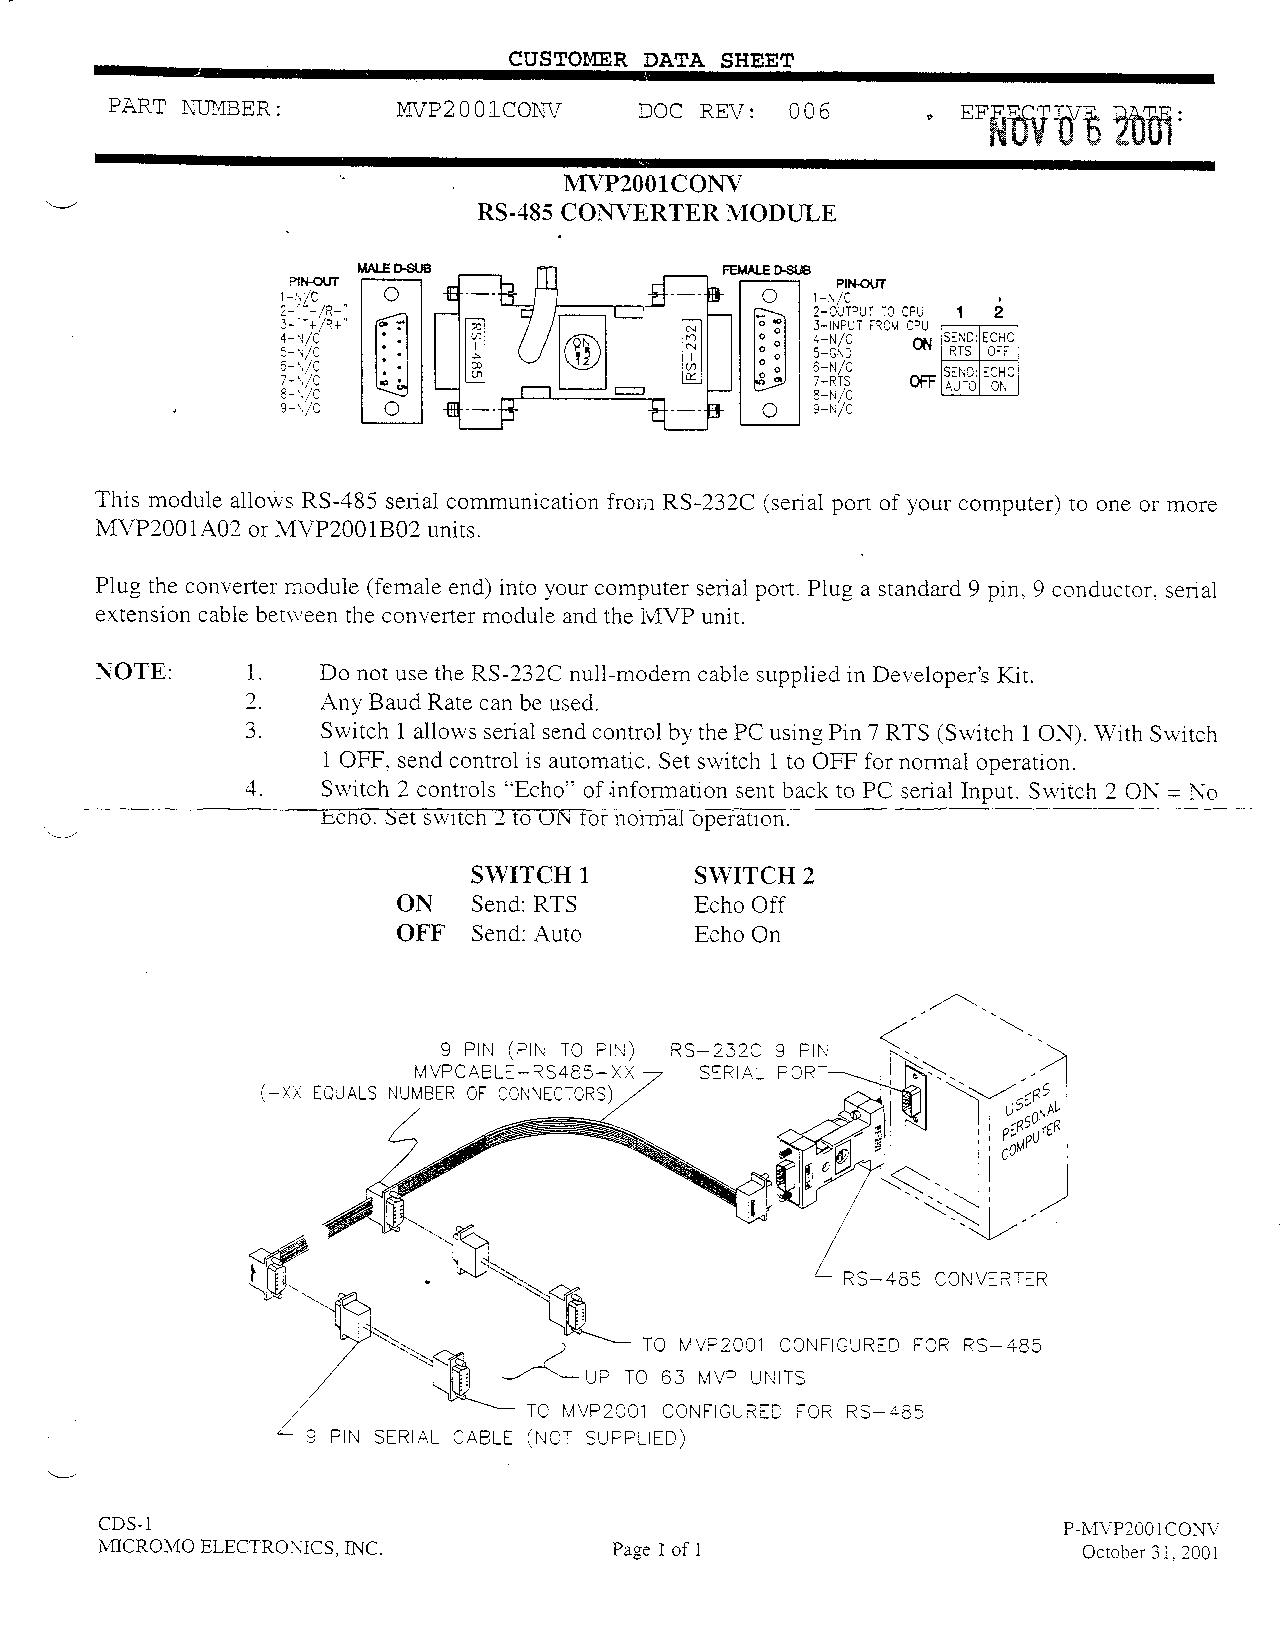 CUSTOMER DATA SHEET
PART NUMBER: MVP2001CONV DOC REV: 006 EFFECTIVE DATE:
NOV 06 2001
MVP2001CONV
RS-485 CONVERTER MODULE
MALE D-SUB
PIN-OUT
1-N/C
4-N/C
5-N/C
6-N/C
7-N/C
8-N/C
9-N/C
RS-485
ON
1 2
RS-232
FEMALE D-SUB
PIN-OUT
1-N/C
2-OUTPUT TO CPU
3-INPUT FROM CPU
4-N/C
5-GND
6-N/C
7-RTS
8-N/C
9-N/C
1 2
ON SEND: RTS ECHO OFF
OFF SEND: AUTO ECHO ON
This module allows RS-485 serial communication from RS-232C (serial port of your computer) to one or more
MVP2001A02 or MVP2001B02 units.
Plug the converter module (female end) into your computer serial port. Plug a standard 9 pin, 9 conductor, serial
extension cable between the converter module and the MVP unit.
NOTE: 1. Do not use the RS-232C null-modem cable supplied in Developer's Kit.
2. Any Baud Rate can be used.
3. Switch 1 allows serial send control by the PC using Pin 7 RTS (Switch 1 ON). With Switch
1 OFF, send control is automatic. Set switch 1 to OFF for normal operation.
4. Switch 2 controls "Echo" of information sent back to PC serial Input. Switch 2 ON = No
Echo. Set switch 2 to ON for normal operation.
SWITCH 1 SWITCH 2
ON Send: RTS Echo Off
OFF Send: Auto Echo On
9 PIN (PIN TO PIN)
MVPCABLE-RS485-XX
(-XX EQUALS NUMBER OF CONNECTORS)
RS-232C 9 PIN
SERIAL PORT
USERS
PERSONAL
COMPUTER
RS-485 CONVERTER
TO MVP2001 CONFIGURED FOR RS-485
UP TO 63 MVP UNITS
TO MVP2001 CONFIGURED FOR RS-485
9 PIN SERIAL CABLE (NOT SUPPLIED)
CDS-1
MICROMO ELECTRONICS, INC.
Page 1 of 1
P-MVP2001CONV
October 31, 2001